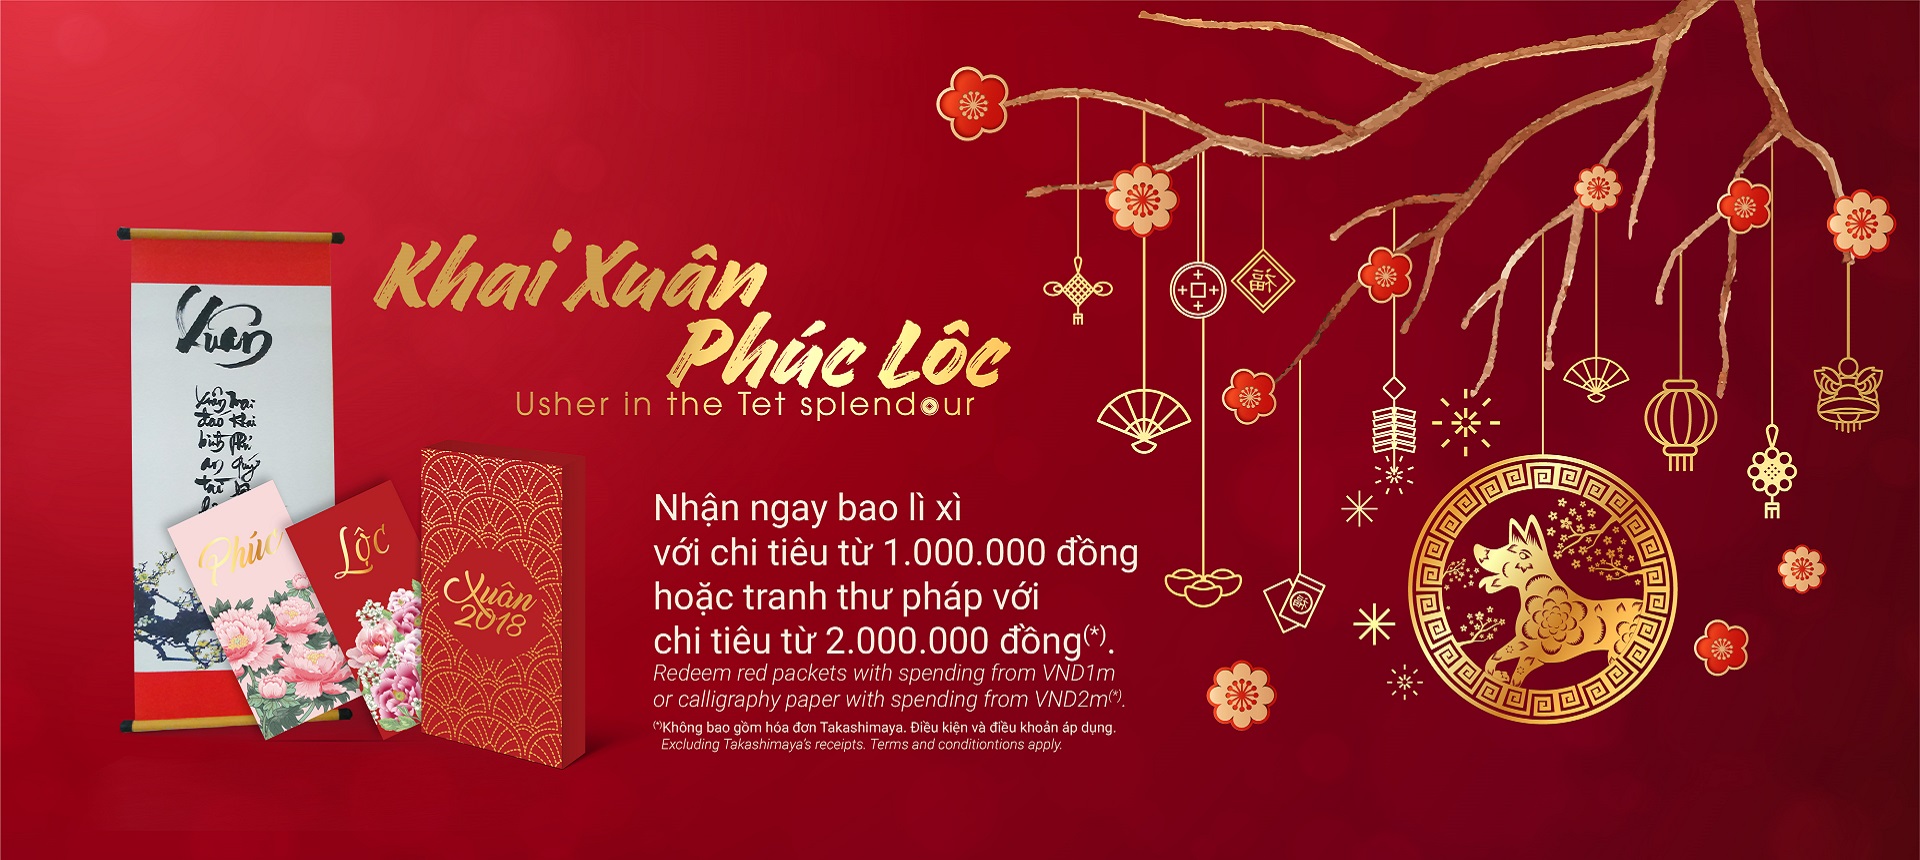 Khai Xuân
Phúc Lôc
Usher in the Tet splendour
Xuân
Phúc
Lộc
Xuân
2018
Nhận ngay bao lì xì
với chi tiêu từ 1.000.000 đồng
hoặc tranh thư pháp với
chi tiêu từ 2.000.000 đồng(*).
Redeem red packets with spending from VND1m
or calligraphy paper with spending from VND2m(*).
(*)Không bao gồm hóa đơn Takashimaya. Điều kiện và điều khoản áp dụng.
Excluding Takashimaya's receipts. Terms and conditiontions apply.
福